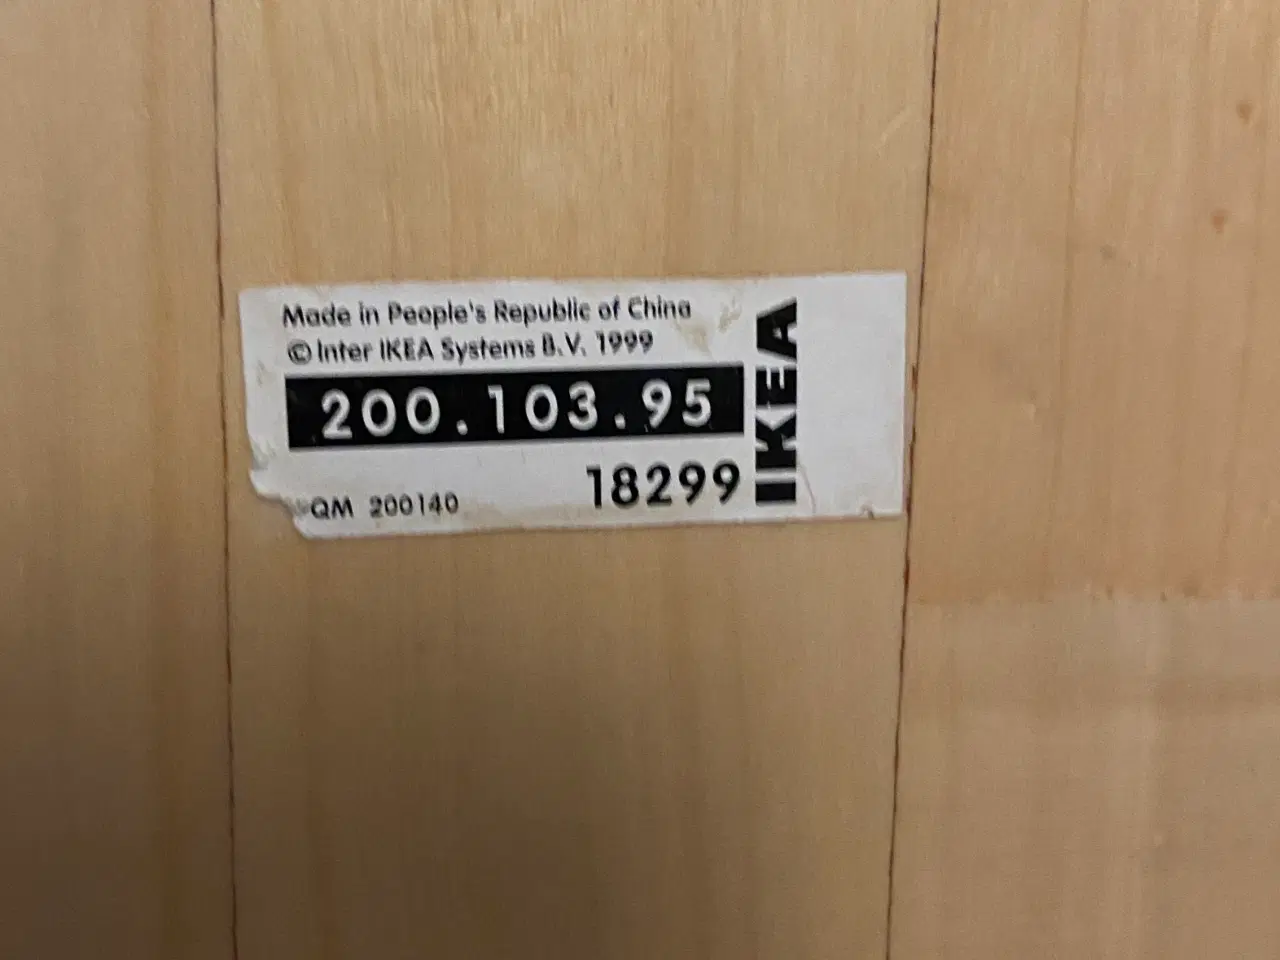 Made in People's Republic of China
© Inter IKEA Systems B.V. 1999
200.103.95
18299
QM 200140
IKEA